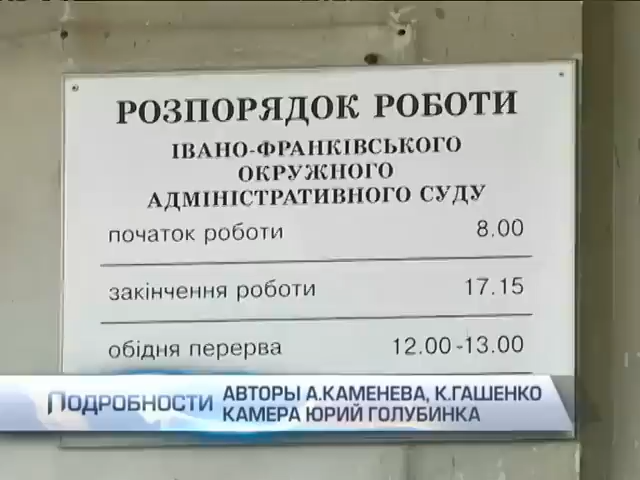 РОЗПОРЯДОК РОБОТИ
ІВАНО-ФРАНКІВСЬКОГО
ОКРУЖНОГО
АДМІНІСТРАТИВНОГО СУДУ
початок роботи 8.00
закінчення роботи 17.15
обідня перерва 12.00-13.00
ПОДРОБНОСТИ
АВТОРЫ А.КАМЕНЕВА, К.ГАШЕНКО
КАМЕРА ЮРИЙ ГОЛУБИНКА